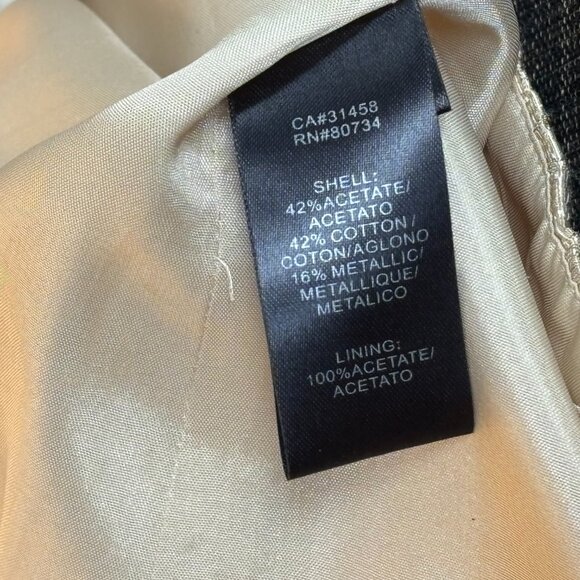 CA#31458
RN#80734
SHELL:
42%ACETATE/
ACETATO
42% COTTON/
COTON/AGLONO
16% METALLIC/
METALLIQUE/
METALICO
LINING:
100%ACETATE/
ACETATO